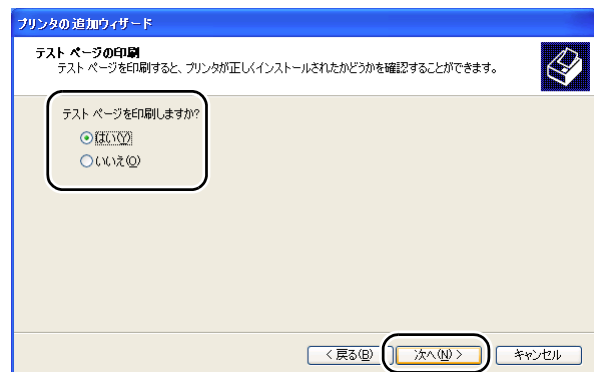 プリンタの追加ウィザード
テスト ページの印刷
テスト ページを印刷すると、プリンタが正しくインストールされたかどうかを確認することができます。
テスト ページを印刷しますか?
はい(Y)
いいえ(O)
< 戻る(B)
次へ(N) >
キャンセル